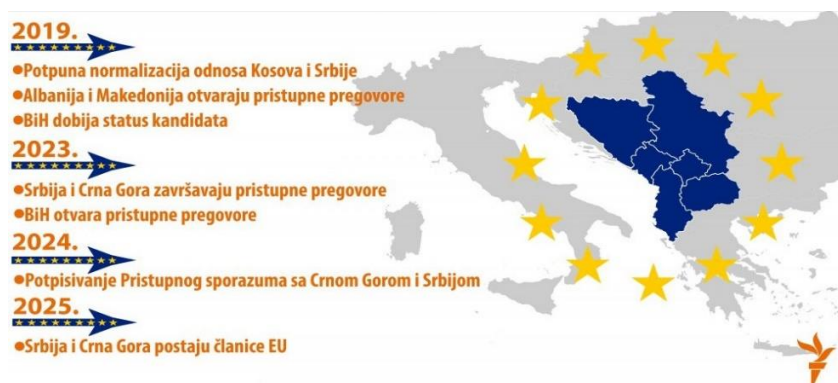 2019.
•Potpuna normalizacija odnosa Kosova i Srbije
•Albanija i Makedonija otvaraju pristupne pregovore
•BiH dobija status kandidata
2023.
•Srbija i Crna Gora završavaju pristupne pregovore
•BiH otvara pristupne pregovore
2024.
•Potpisivanje Pristupnog sporazuma sa Crnom Gorom i Srbijom
2025.
•Srbija i Crna Gora postaju članice EU